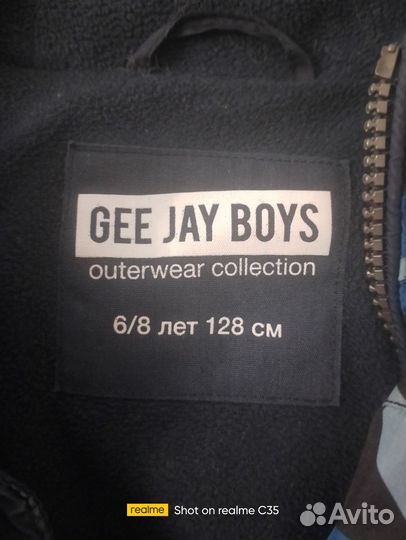 GEE JAY BOYS
outerwear collection
6/8 лет 128 см
realme Shot on realme C35
Avito